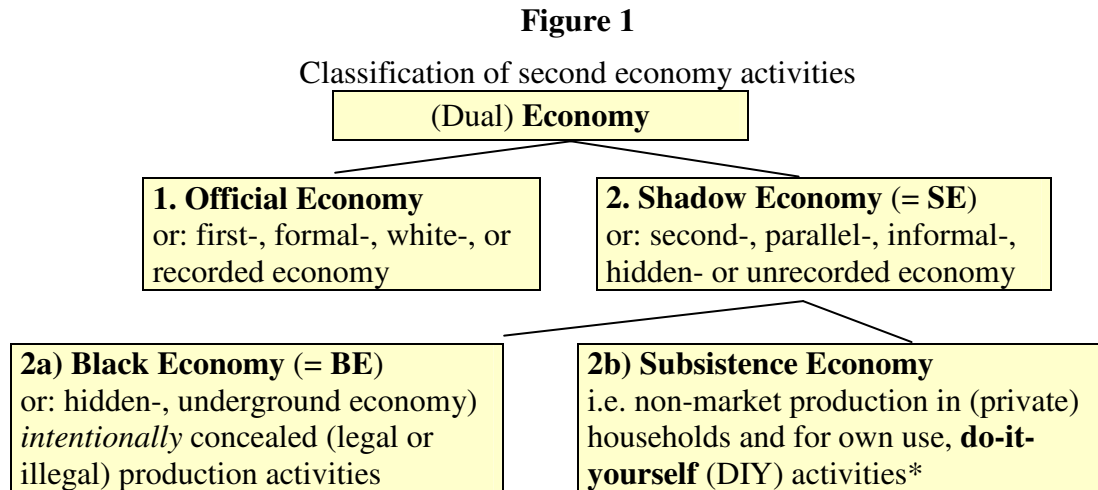 Figure 1
Classification of second economy activities
(Dual) Economy
1. Official Economy
or: first-, formal-, white-, or
recorded economy
2. Shadow Economy (= SE)
or: second-, parallel-, informal-,
hidden- or unrecorded economy
2a) Black Economy (= BE)
or: hidden-, underground economy)
intentionally concealed (legal or
illegal) production activities
2b) Subsistence Economy
i.e. non-market production in (private)
households and for own use, do-it-
yourself (DIY) activities*